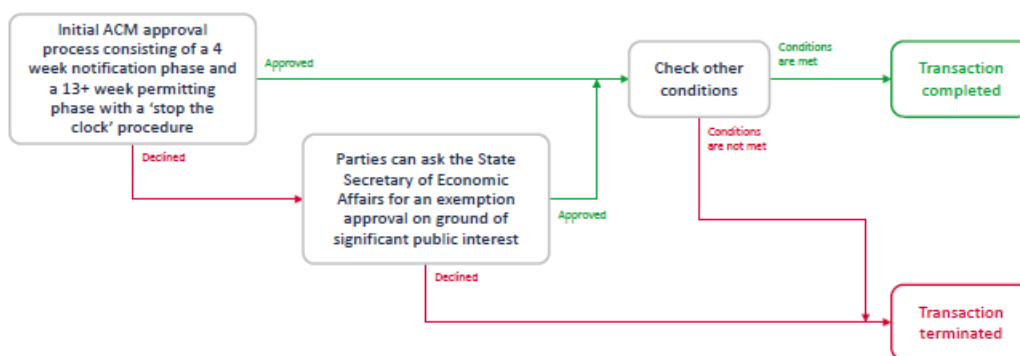 Initial ACM approval
process consisting of a 4
week notification phase and
a 13+ week permitting
phase with a ‘stop the
clock’ procedure
Approved
Declined
Parties can ask the State
Secretary of Economic
Affairs for an exemption
approval on ground of
significant public interest
Approved
Declined
Check other
conditions
Conditions
are met
Conditions
are not met
Transaction
completed
Transaction
terminated